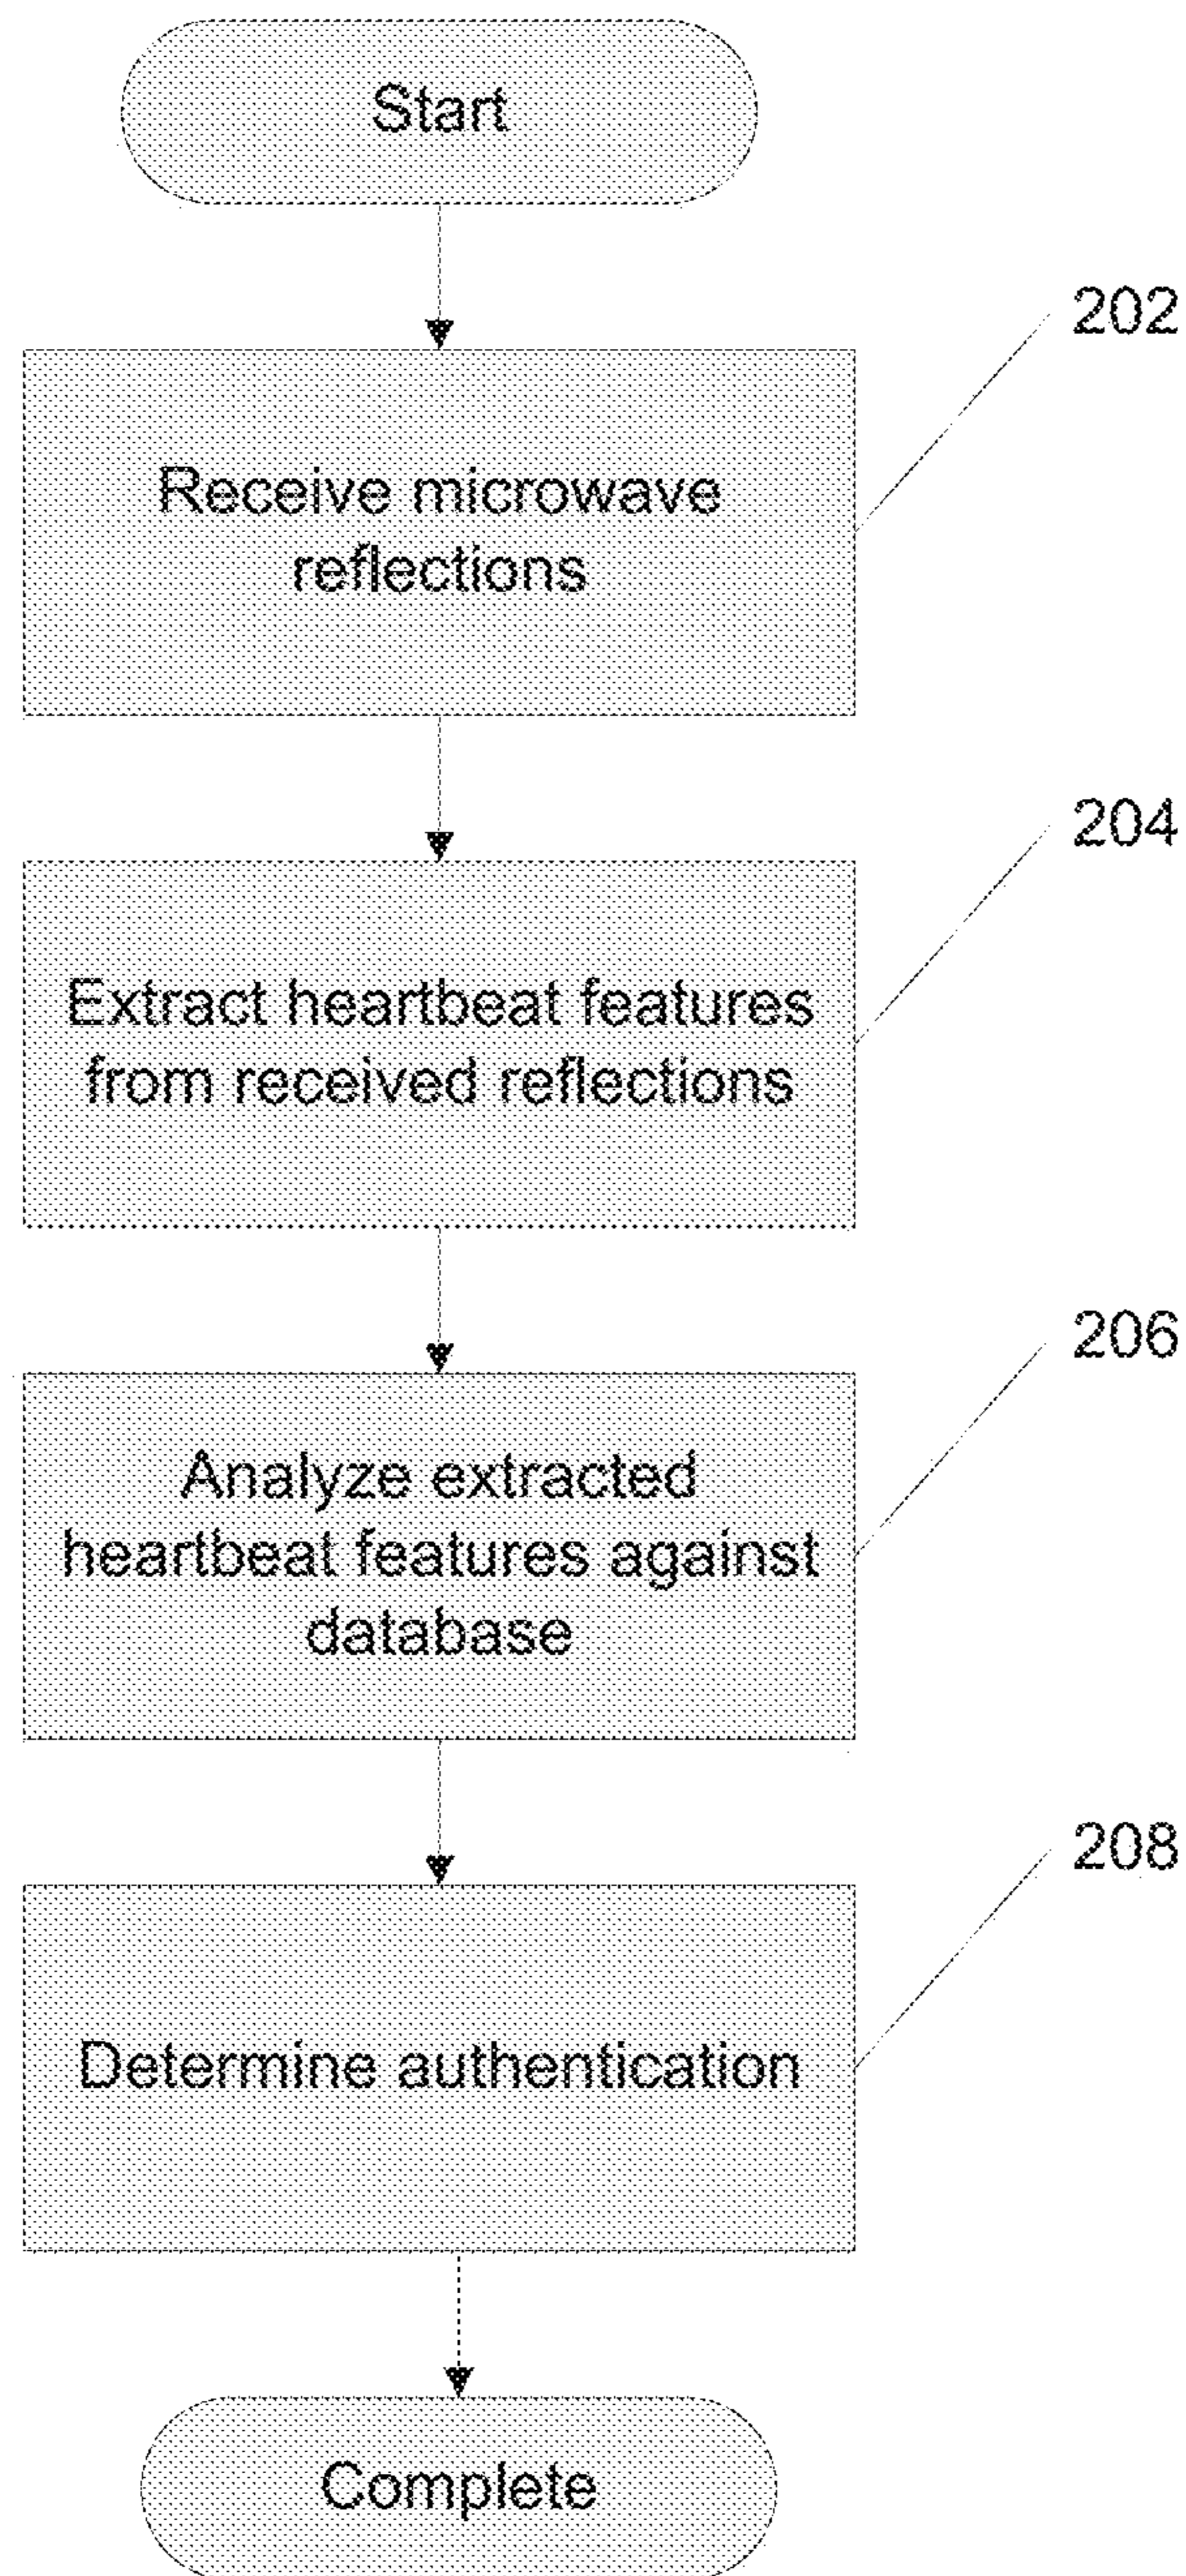 Start
202
Receive microwave
reflections
204
Extract heartbeat features
from received reflections
206
Analyze extracted
heartbeat features against
database
208
Determine authentication
Complete